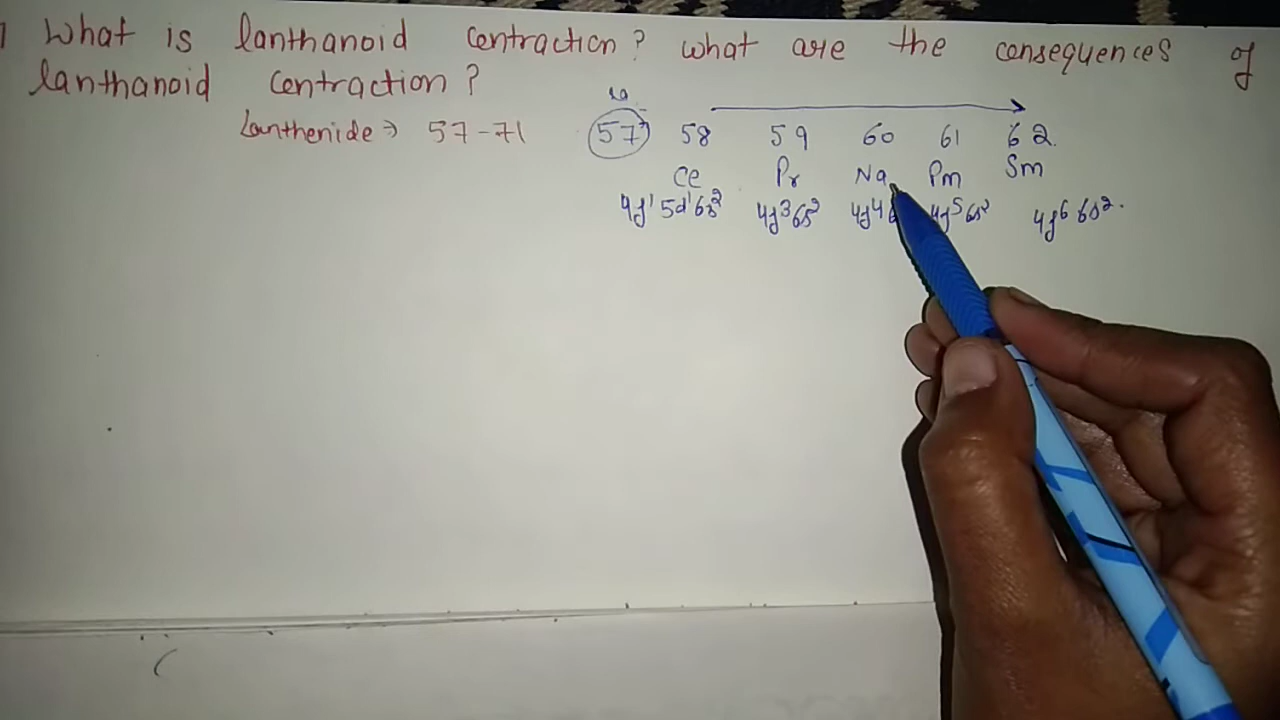 What is lanthanoid contraction? what are the consequences of
lanthanoid contraction?
La
Lanthenide → 57-71 57 58 59 60 61 62
Ce Pr Na Pm Sm
4f¹5d¹6s² 4f³6s² 4f⁴6 4f⁵6s² 4f⁶6s².